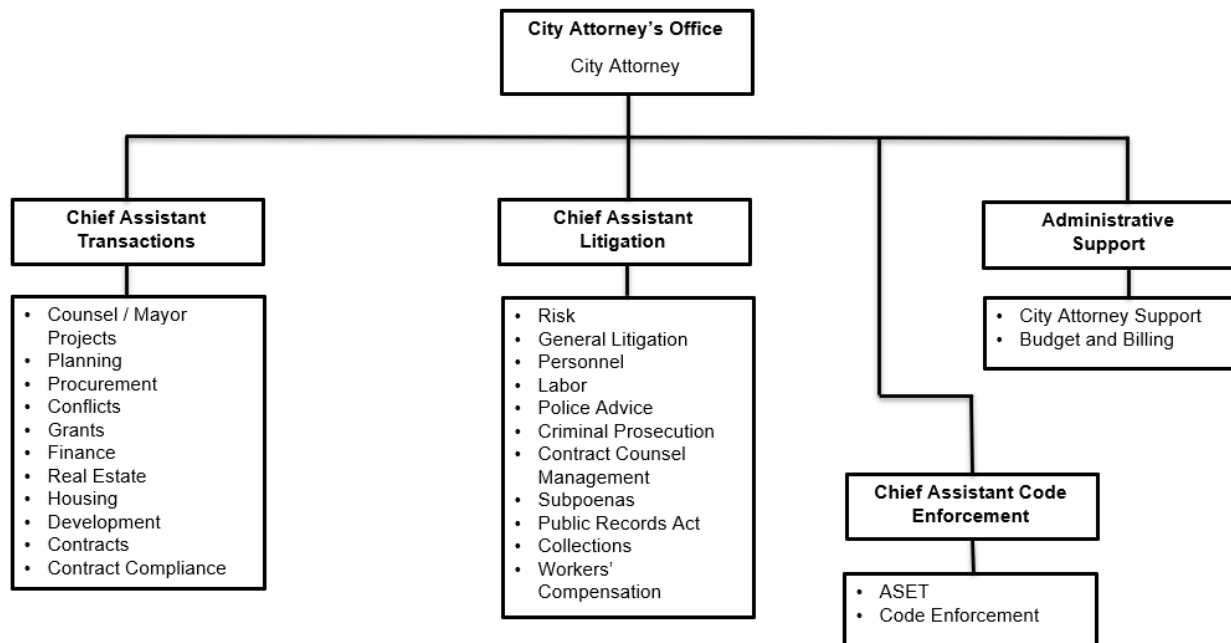 City Attorney's Office
City Attorney
Chief Assistant
Transactions
• Counsel / Mayor
Projects
• Planning
• Procurement
• Conflicts
• Grants
• Finance
• Real Estate
• Housing
• Development
• Contracts
• Contract Compliance
Chief Assistant
Litigation
• Risk
• General Litigation
• Personnel
• Labor
• Police Advice
• Criminal Prosecution
• Contract Counsel
Management
• Subpoenas
• Public Records Act
• Collections
• Workers'
Compensation
Administrative
Support
• City Attorney Support
• Budget and Billing
Chief Assistant Code
Enforcement
• ASET
• Code Enforcement